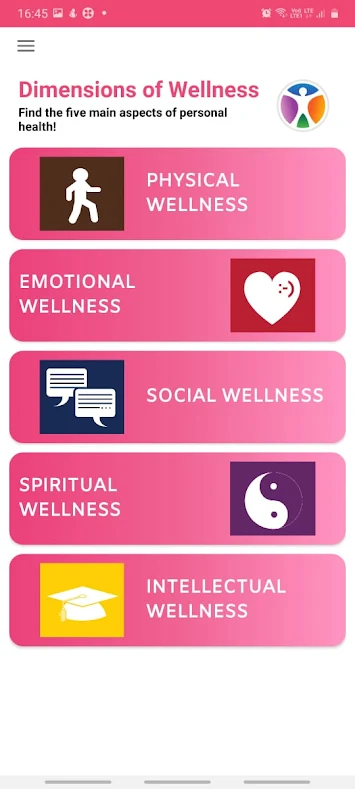 16:45
Dimensions of Wellness
Find the five main aspects of personal
health!
PHYSICAL
WELLNESS
EMOTIONAL
WELLNESS
:-)
SOCIAL WELLNESS
SPIRITUAL
WELLNESS
INTELLECTUAL
WELLNESS